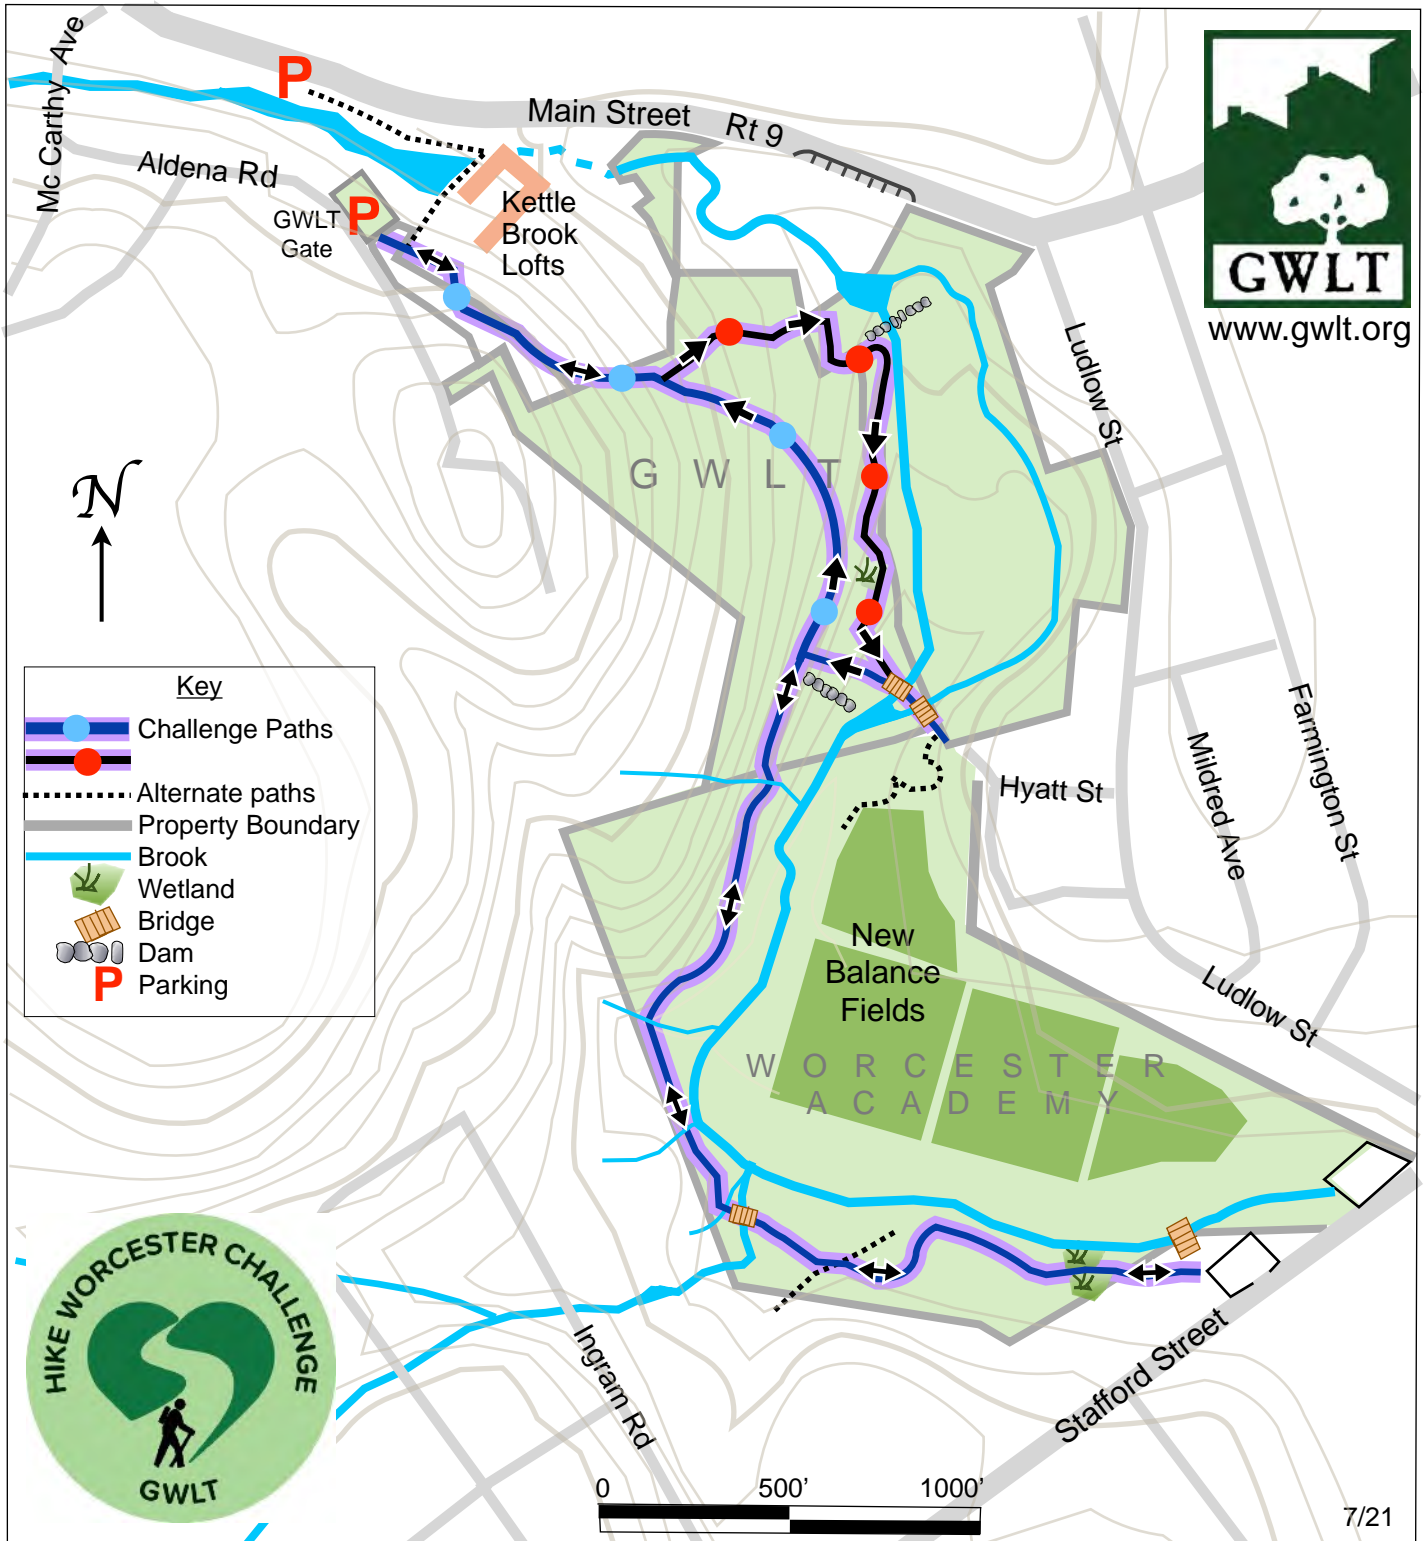 Mc Carthy Ave
P
Main Street Rt 9
Aldena Rd
GWLT
Gate
P
Kettle
Brook
Lofts
GWLT
www.gwlt.org
Ludlow St
G W L T
N
Key
Challenge Paths
Alternate paths
Property Boundary
Brook
Wetland
Bridge
Dam
P Parking
Hyatt St
Mildred Ave
Farmington St
Ludlow St
New
Balance
Fields
W O R C E S T E R
A C A D E M Y
HIKE WORCESTER CHALLENGE
GWLT
Ingram Rd
Stafford Street
0 500’ 1000’
7/21